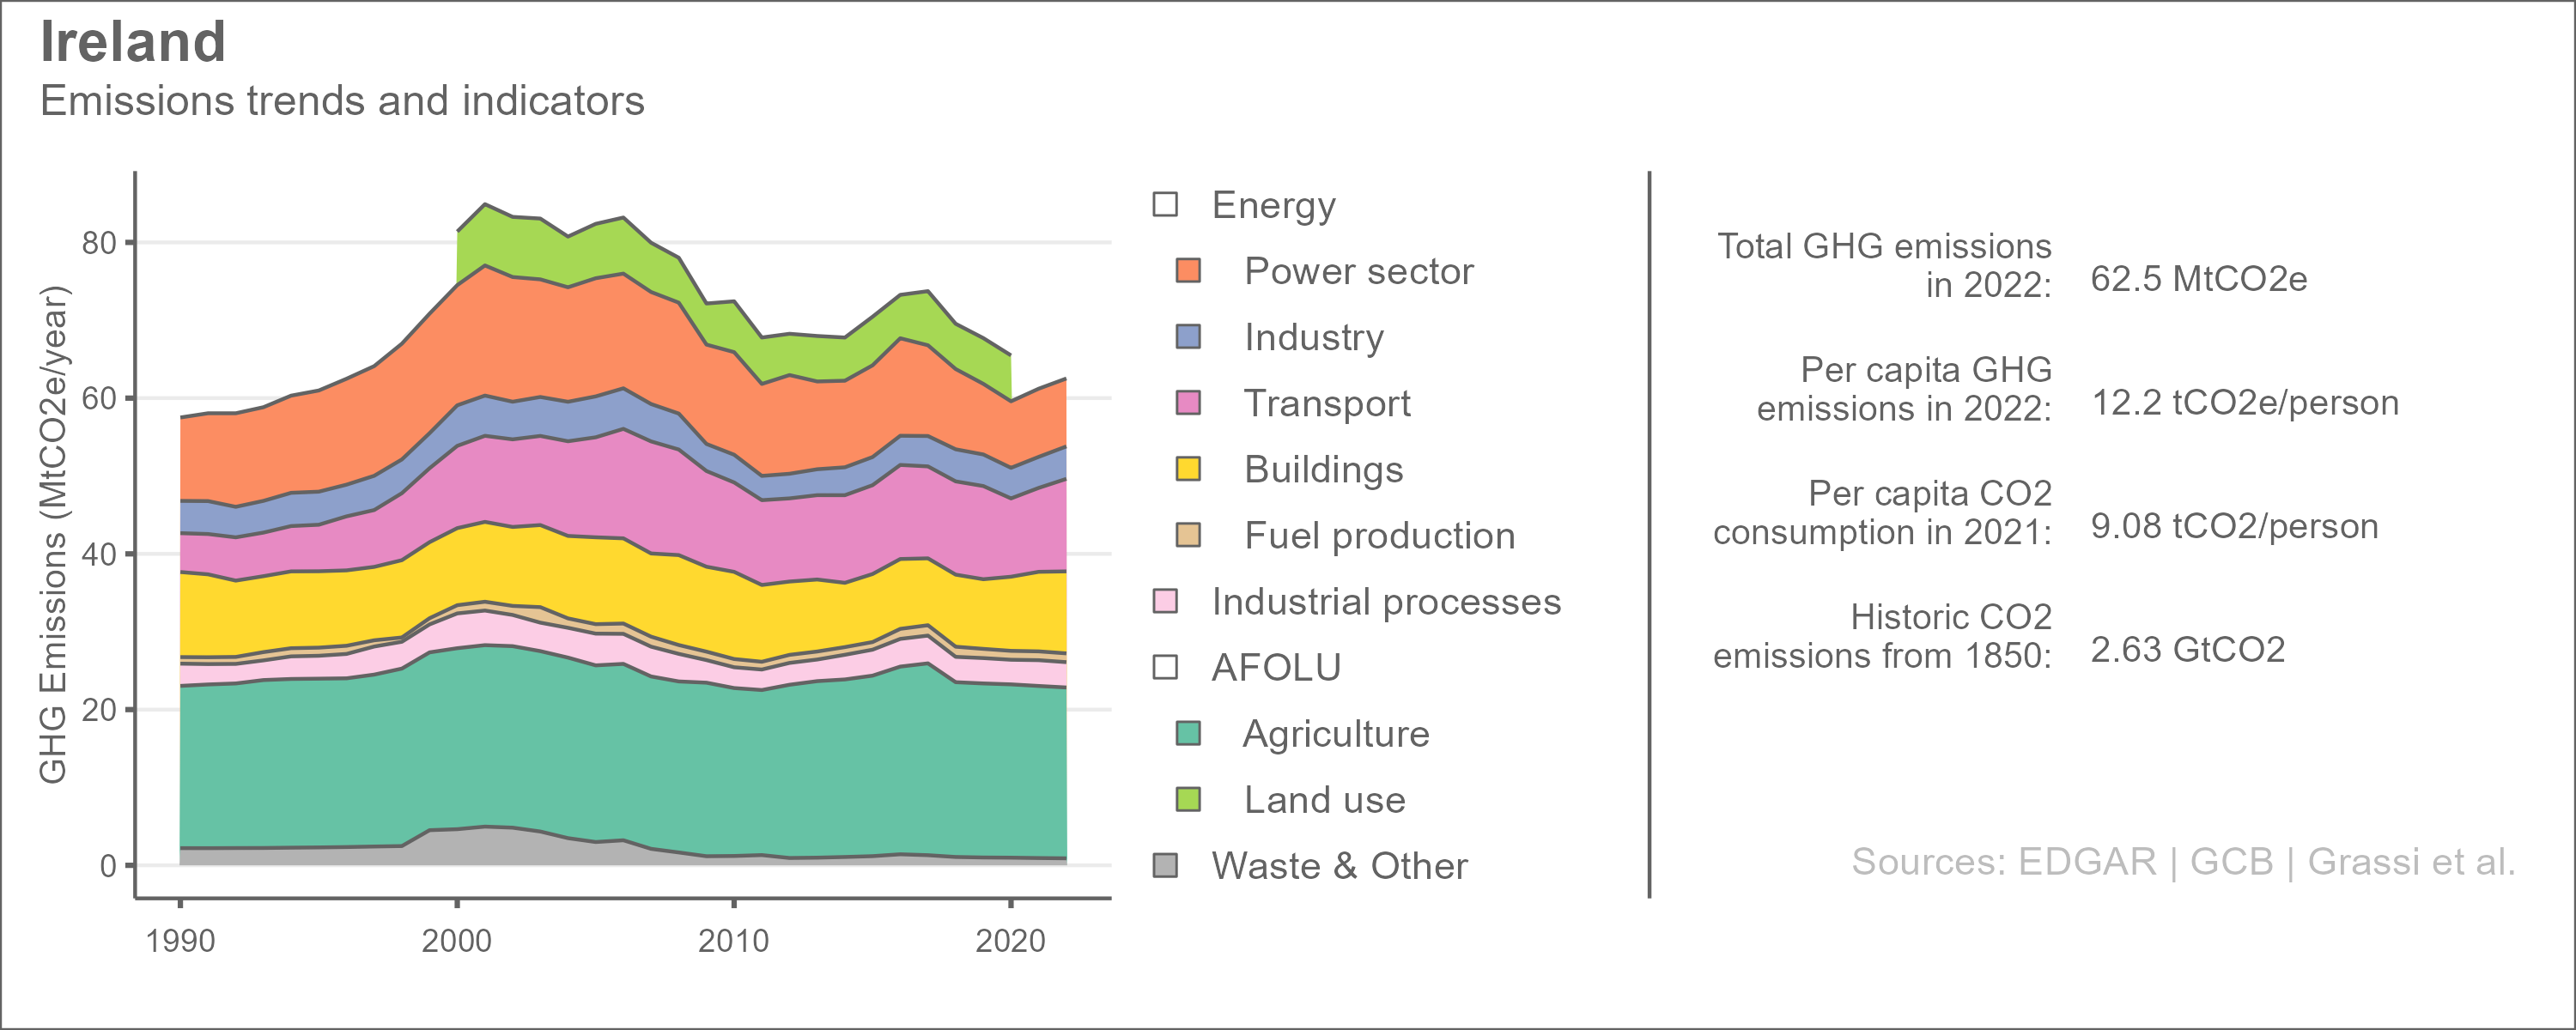 Ireland
Emissions trends and indicators
GHG Emissions (MtCO2e/year)
80
60
40
20
0
1990
2000
2010
2020
Energy
Power sector
Industry
Transport
Buildings
Fuel production
Industrial processes
AFOLU
Agriculture
Land use
Waste & Other
Total GHG emissions
in 2022:
62.5 MtCO2e
Per capita GHG
emissions in 2022:
12.2 tCO2e/person
Per capita CO2
consumption in 2021:
9.08 tCO2/person
Historic CO2
emissions from 1850:
2.63 GtCO2
Sources: EDGAR | GCB | Grassi et al.